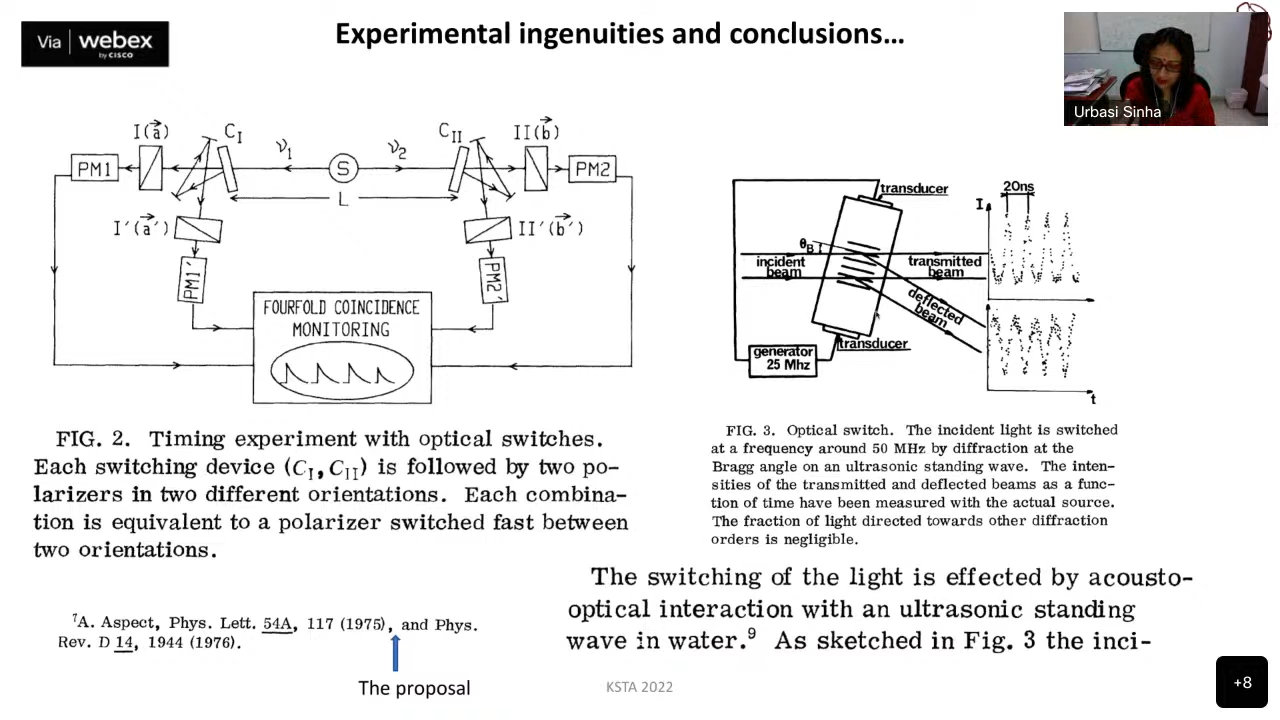 Via | webex
by CISCO
Experimental ingenuities and conclusions...
Urbasi Sinha
I(a⃗)
C_I
ν₁
ν₂
C_II
II(b⃗)
PM1
S
PM2
L
I′(a⃗′)
II′(b⃗′)
PM1′
PM2′
FOURFOLD COINCIDENCE
MONITORING
transducer
20ns
I
θ_B
incident
beam
transmitted
beam
deflected
beam
transducer
generator
25 Mhz
t
FIG. 2. Timing experiment with optical switches.
Each switching device (C_I, C_II) is followed by two po-
larizers in two different orientations. Each combina-
tion is equivalent to a polarizer switched fast between
two orientations.
FIG. 3. Optical switch. The incident light is switched
at a frequency around 50 MHz by diffraction at the
Bragg angle on an ultrasonic standing wave. The inten-
sities of the transmitted and deflected beams as a func-
tion of time have been measured with the actual source.
The fraction of light directed towards other diffraction
orders is negligible.
The switching of the light is effected by acousto-
optical interaction with an ultrasonic standing
wave in water.⁹ As sketched in Fig. 3 the inci-
⁷A. Aspect, Phys. Lett. 54A, 117 (1975), and Phys.
Rev. D 14, 1944 (1976).
The proposal
KSTA 2022
+8